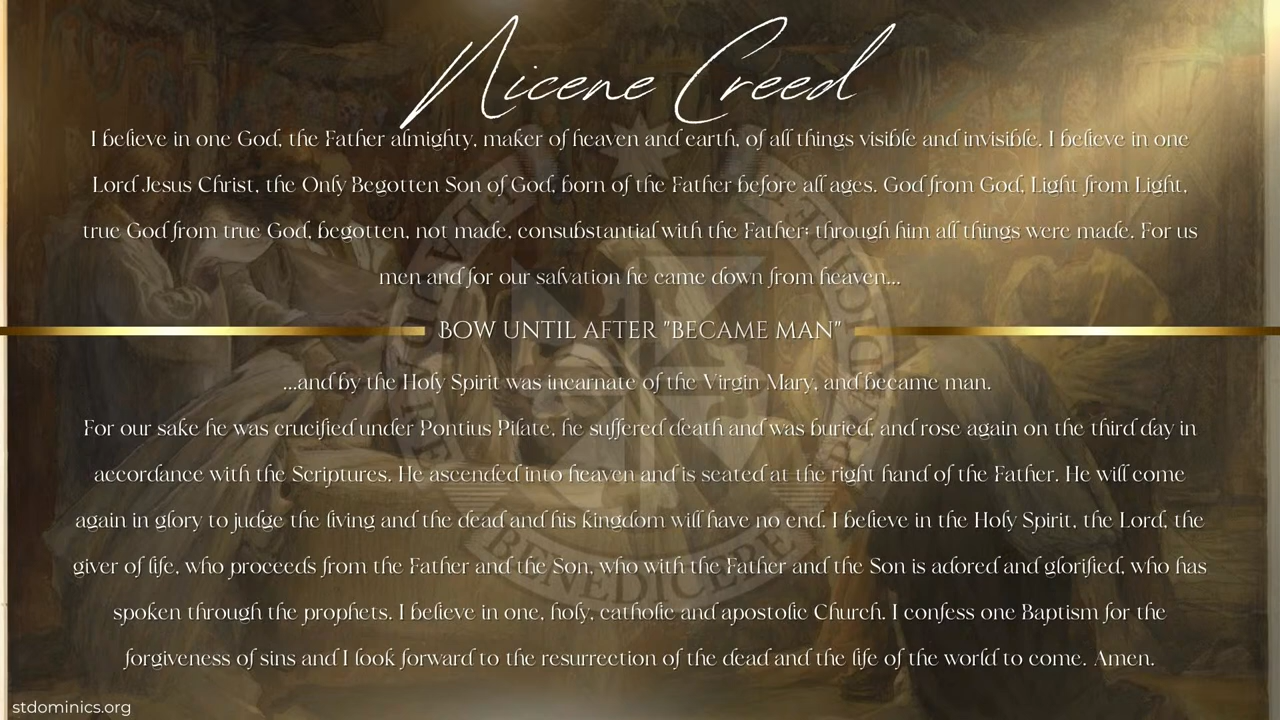 Nicene Creed
I believe in one God, the Father almighty, maker of heaven and earth, of all things visible and invisible. I believe in one
Lord Jesus Christ, the Only Begotten Son of God, born of the Father before all ages. God from God, Light from Light,
true God from true God, begotten, not made, consubstantial with the Father; through him all things were made. For us
men and for our salvation he came down from heaven...
BOW UNTIL AFTER "BECAME MAN"
...and by the Holy Spirit was incarnate of the Virgin Mary, and became man.
For our sake he was crucified under Pontius Pilate, he suffered death and was buried, and rose again on the third day in
accordance with the Scriptures. He ascended into heaven and is seated at the right hand of the Father. He will come
again in glory to judge the living and the dead and his kingdom will have no end. I believe in the Holy Spirit, the Lord, the
giver of life, who proceeds from the Father and the Son, who with the Father and the Son is adored and glorified, who has
spoken through the prophets. I believe in one, holy, catholic and apostolic Church. I confess one Baptism for the
forgiveness of sins and I look forward to the resurrection of the dead and the life of the world to come. Amen.
BENEDICERE
stdominics.org